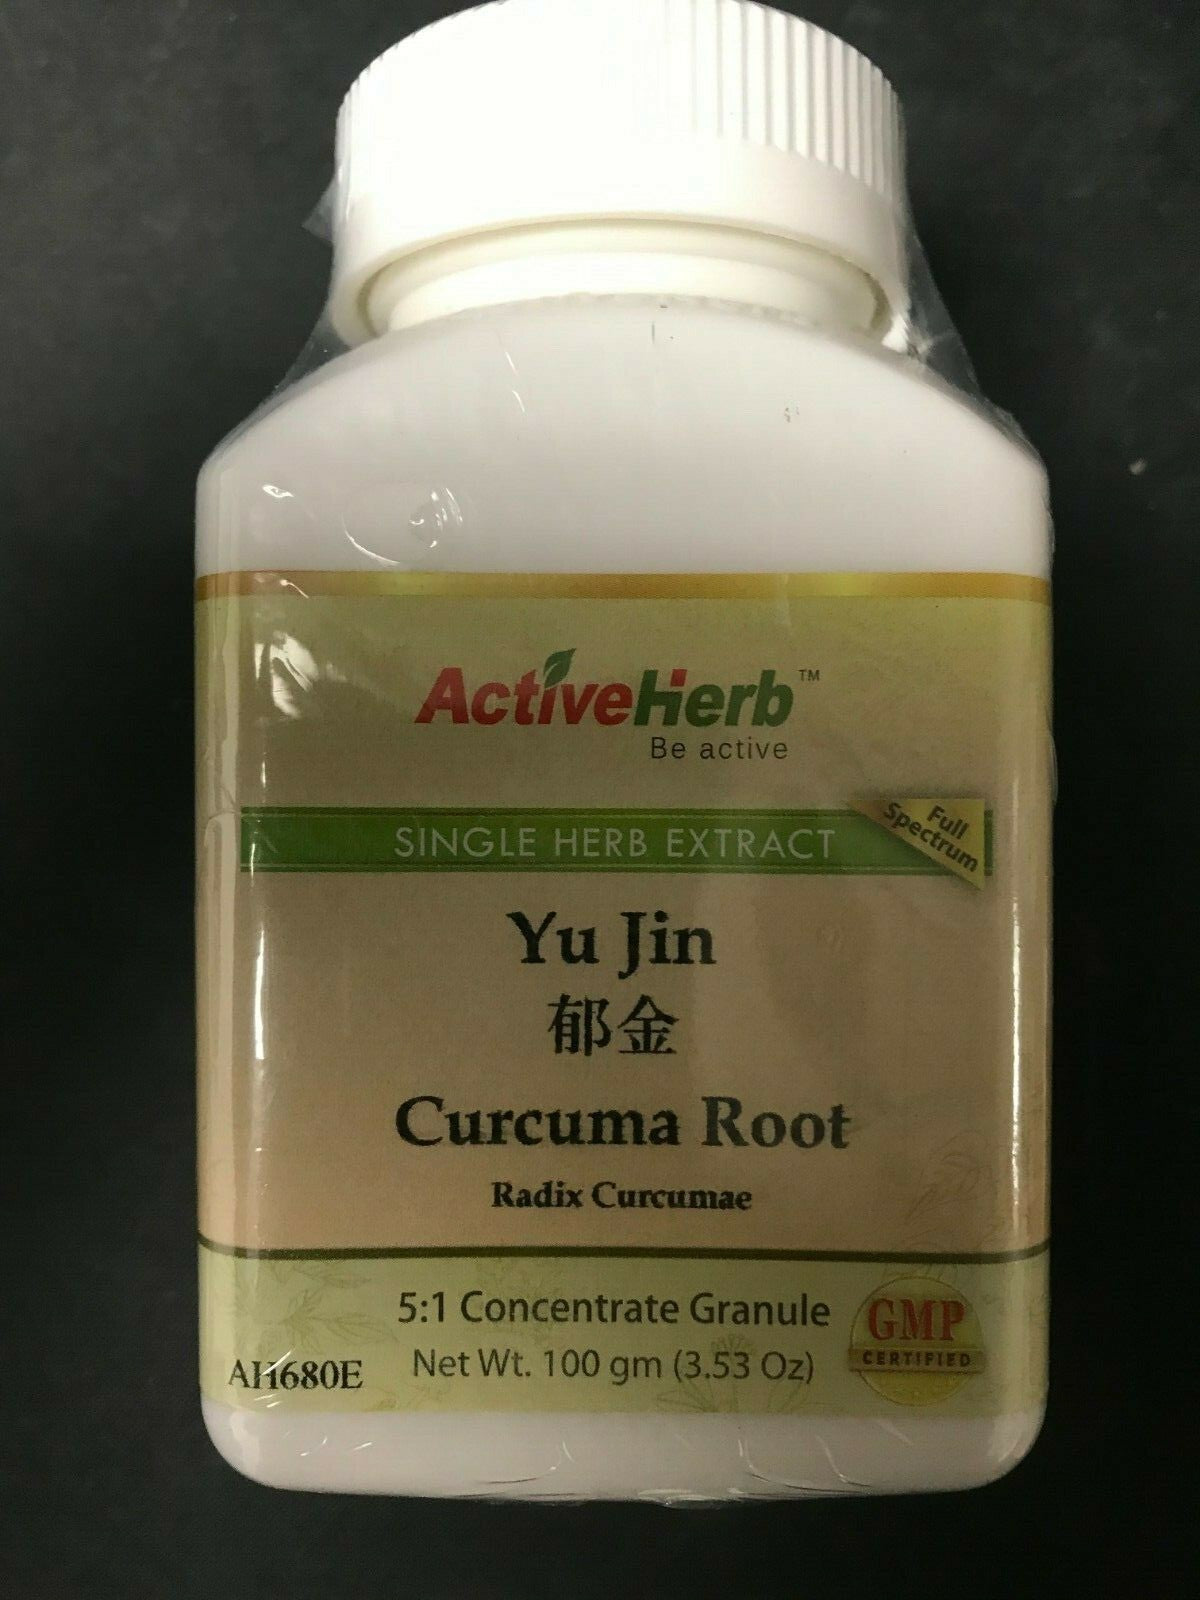 ActiveHerb™
Be active
SINGLE HERB EXTRACT
Full
Spectrum
Yu Jin
郁金
Curcuma Root
Radix Curcumae
5:1 Concentrate Granule
Net Wt. 100 gm (3.53 Oz)
AH680E
GMP
CERTIFIED